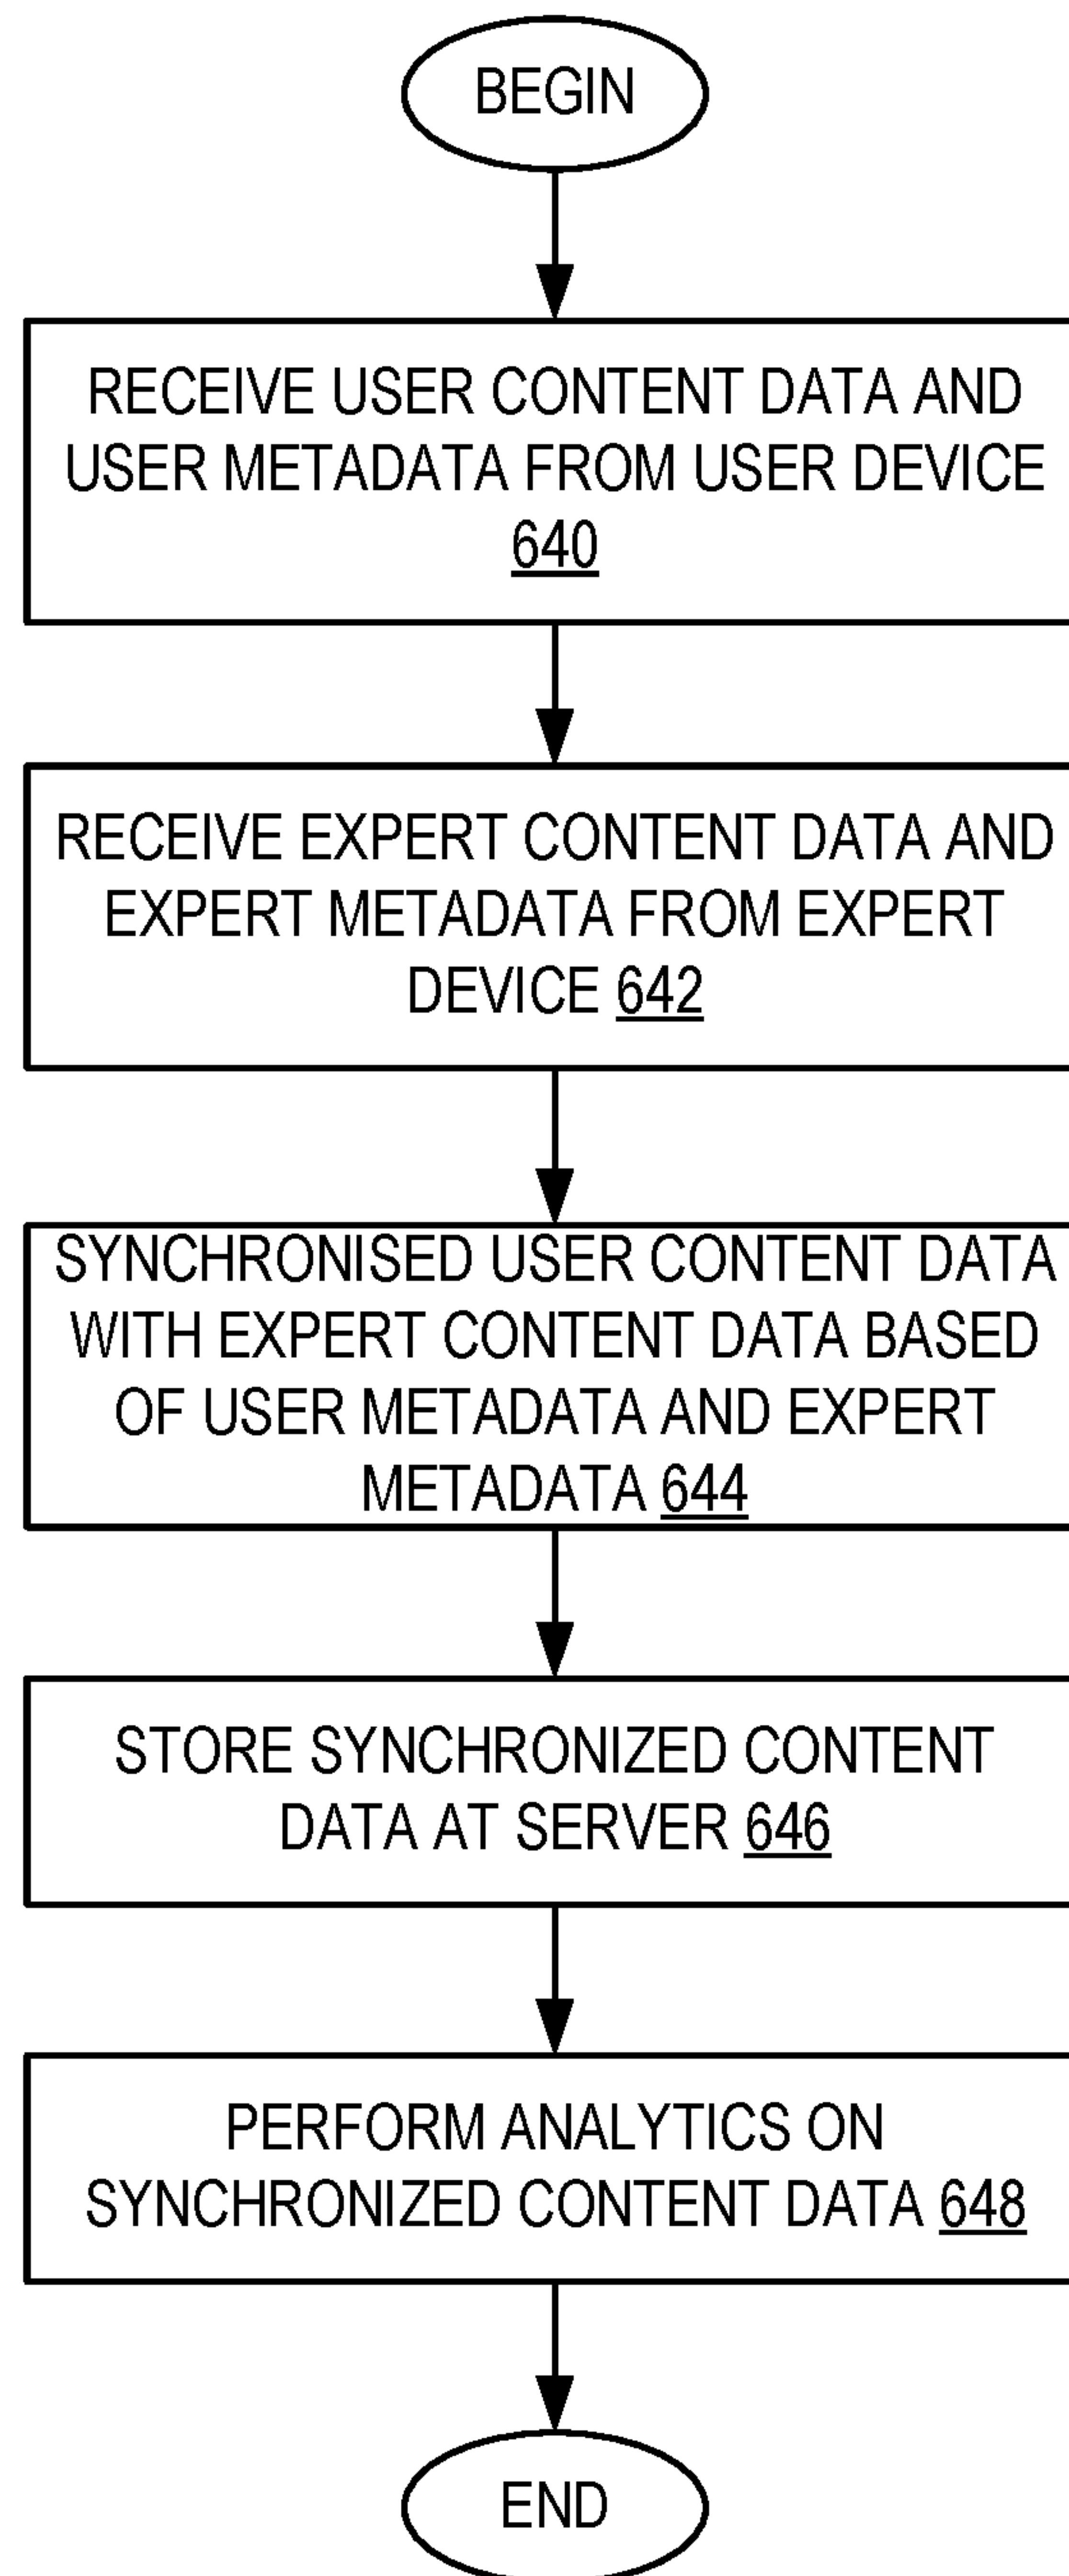 BEGIN
RECEIVE USER CONTENT DATA AND
USER METADATA FROM USER DEVICE
640
RECEIVE EXPERT CONTENT DATA AND
EXPERT METADATA FROM EXPERT
DEVICE 642
SYNCHRONISED USER CONTENT DATA
WITH EXPERT CONTENT DATA BASED
OF USER METADATA AND EXPERT
METADATA 644
STORE SYNCHRONIZED CONTENT
DATA AT SERVER 646
PERFORM ANALYTICS ON
SYNCHRONIZED CONTENT DATA 648
END